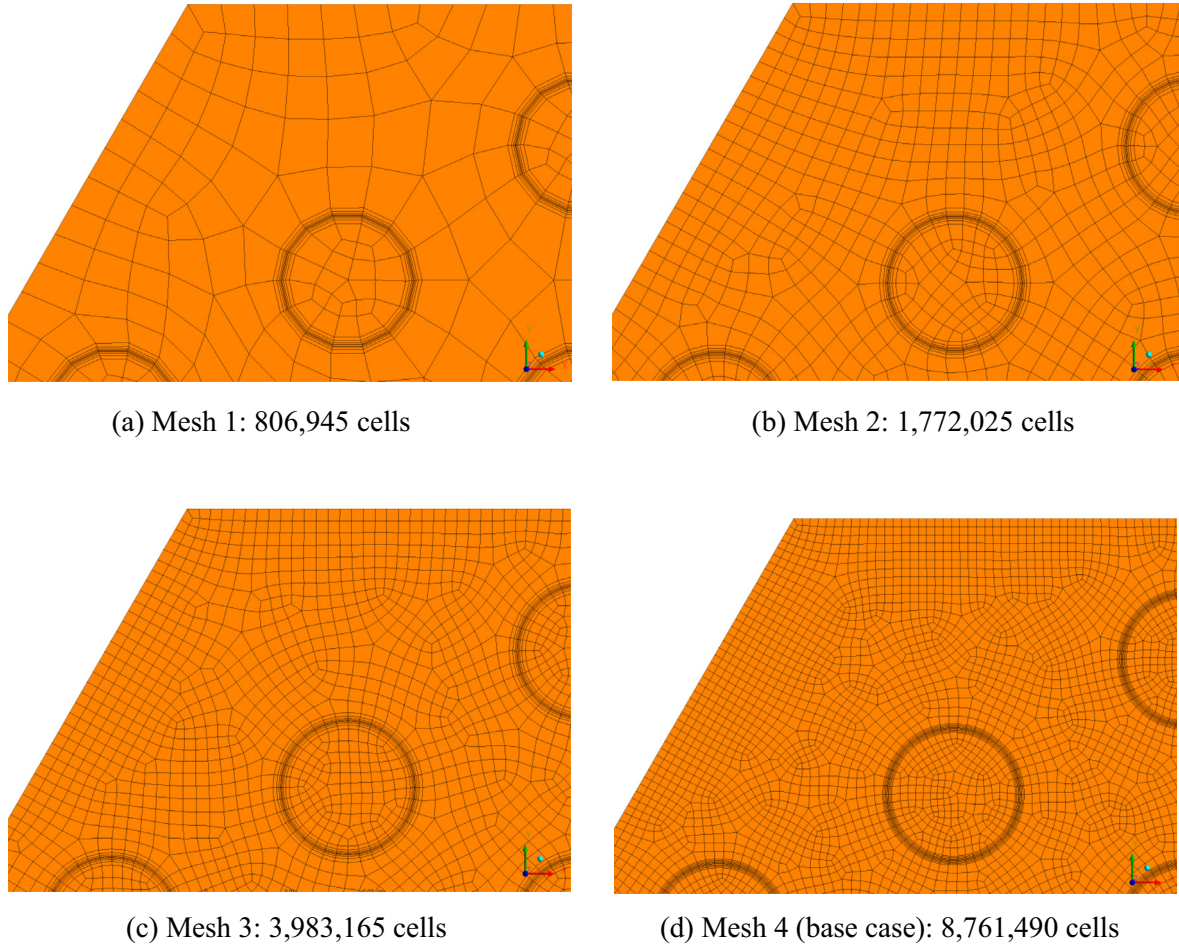 (a) Mesh 1: 806,945 cells
(b) Mesh 2: 1,772,025 cells
(c) Mesh 3: 3,983,165 cells
(d) Mesh 4 (base case): 8,761,490 cells